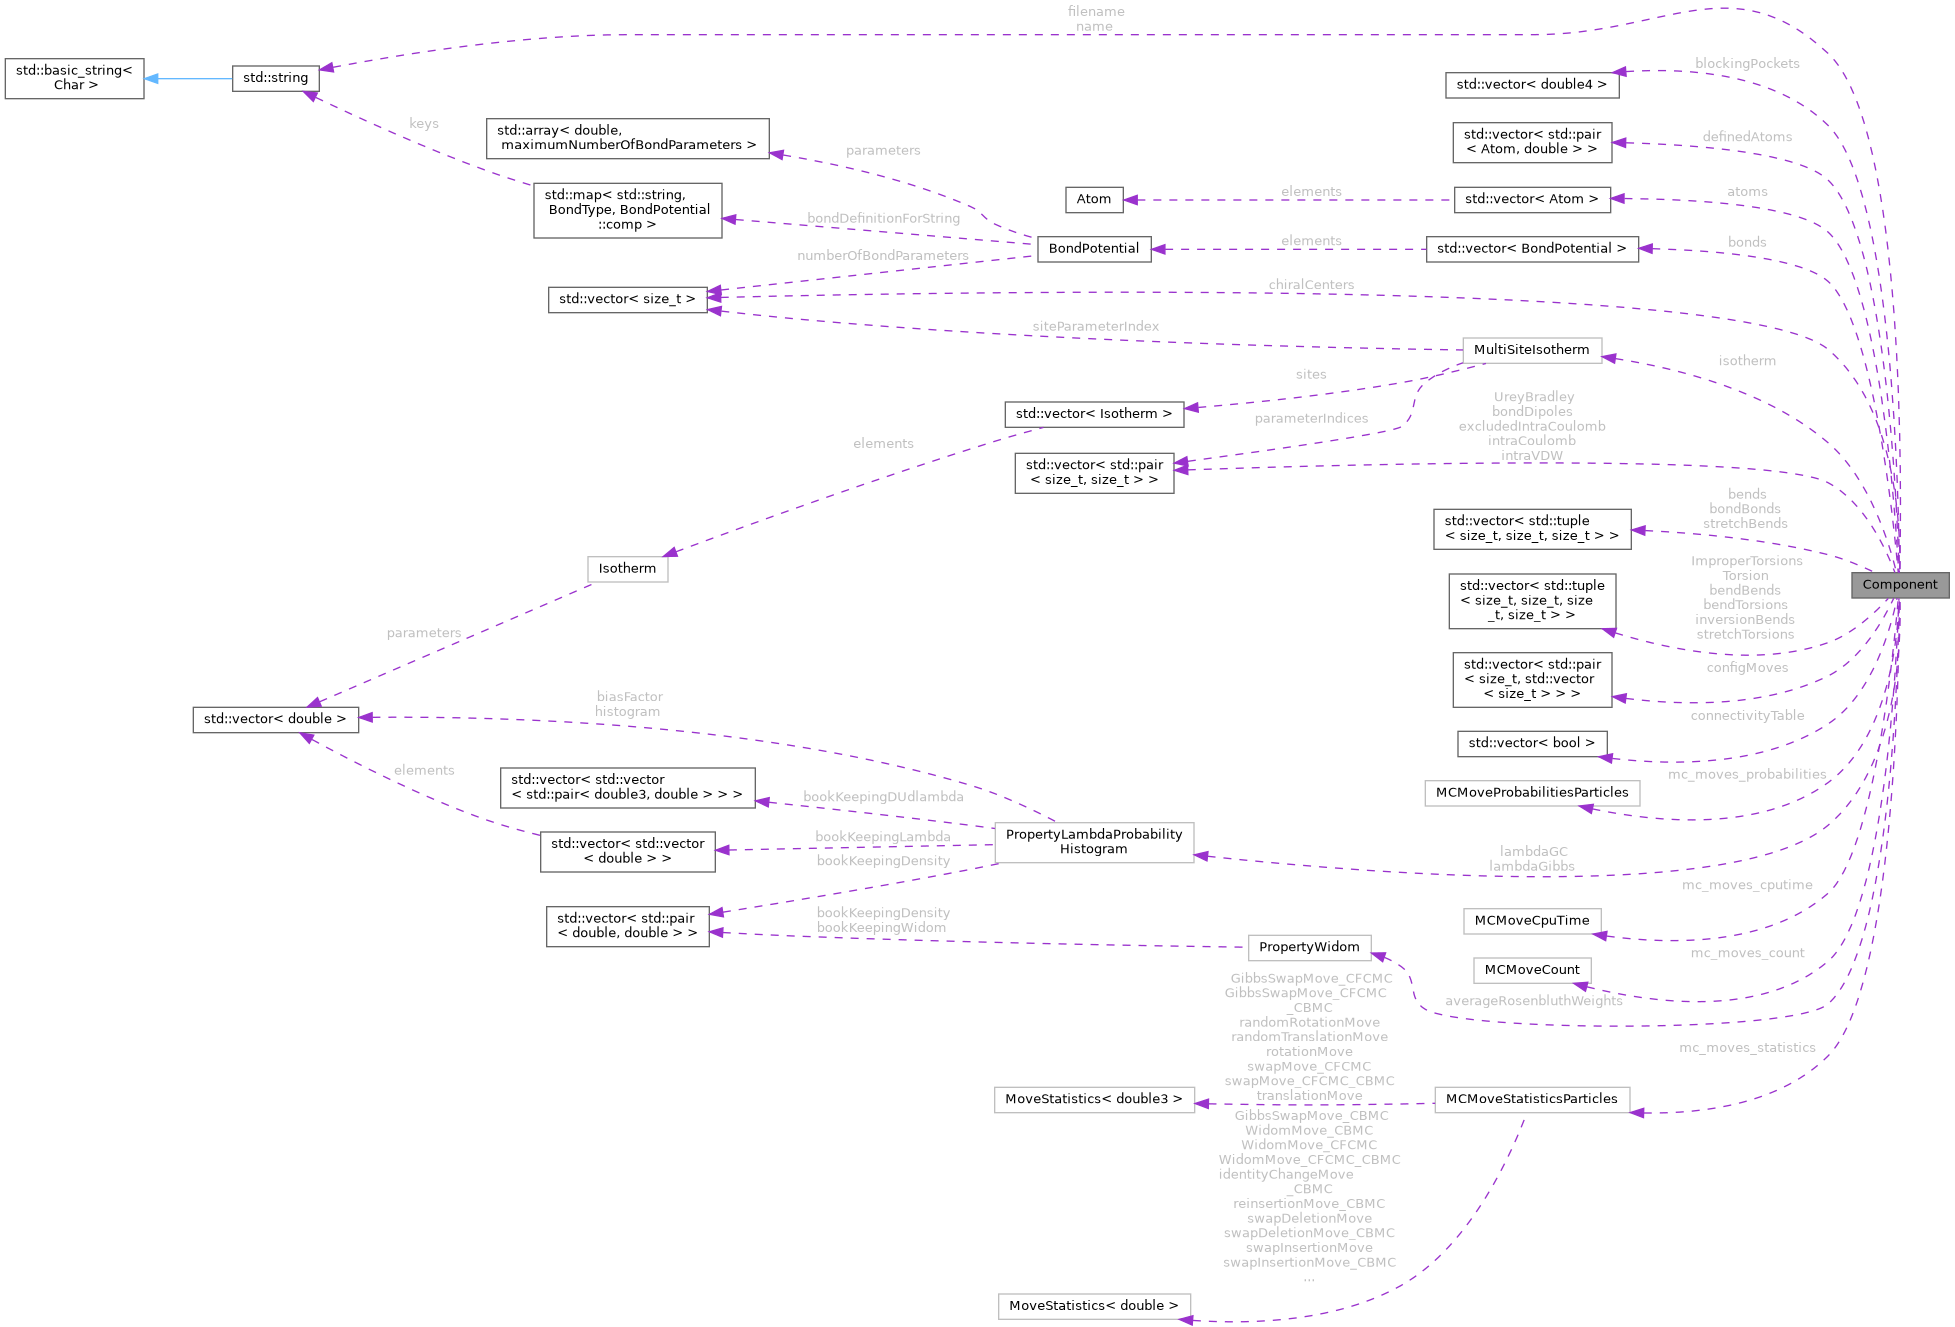 filename
name
std::basic_string<
Char >
std::string
blockingPockets
std::vector< double4 >
keys
std::array< double,
maximumNumberOfBondParameters >
parameters
std::vector< std::pair
< Atom, double > >
definedAtoms
std::map< std::string,
BondType, BondPotential
::comp >
bondDefinitionForString
Atom
elements
std::vector< Atom >
atoms
BondPotential
elements
std::vector< BondPotential >
bonds
numberOfBondParameters
std::vector< size_t >
chiralCenters
siteParameterIndex
MultiSiteIsotherm
isotherm
sites
std::vector< Isotherm >
parameterIndices
UreyBradley
bondDipoles
excludedIntraCoulomb
intraCoulomb
intraVDW
elements
std::vector< std::pair
< size_t, size_t > >
bends
bondBonds
stretchBends
std::vector< std::tuple
< size_t, size_t, size_t > >
Isotherm
Component
ImproperTorsions
Torsion
bendBends
bendTorsions
inversionBends
stretchTorsions
std::vector< std::tuple
< size_t, size_t, size
_t, size_t > >
parameters
std::vector< std::pair
< size_t, std::vector
< size_t > > >
configMoves
biasFactor
histogram
std::vector< double >
connectivityTable
std::vector< bool >
elements
std::vector< std::vector
< std::pair< double3, double > > >
bookKeepingDUdlambda
mc_moves_probabilities
MCMoveProbabilitiesParticles
std::vector< std::vector
< double > >
bookKeepingLambda
bookKeepingDensity
PropertyLambdaProbability
Histogram
lambdaGC
lambdaGibbs
mc_moves_cputime
std::vector< std::pair
< double, double > >
bookKeepingDensity
bookKeepingWidom
MCMoveCpuTime
PropertyWidom
mc_moves_count
MCMoveCount
averageRosenbluthWeights
GibbsSwapMove_CFCMC
GibbsSwapMove_CFCMC
_CBMC
randomRotationMove
randomTranslationMove
rotationMove
swapMove_CFCMC
swapMove_CFCMC_CBMC
translationMove
mc_moves_statistics
MoveStatistics< double3 >
MCMoveStatisticsParticles
GibbsSwapMove_CBMC
WidomMove_CBMC
WidomMove_CFCMC
WidomMove_CFCMC_CBMC
identityChangeMove
_CBMC
reinsertionMove_CBMC
swapDeletionMove
swapDeletionMove_CBMC
swapInsertionMove
swapInsertionMove_CBMC
...
MoveStatistics< double >